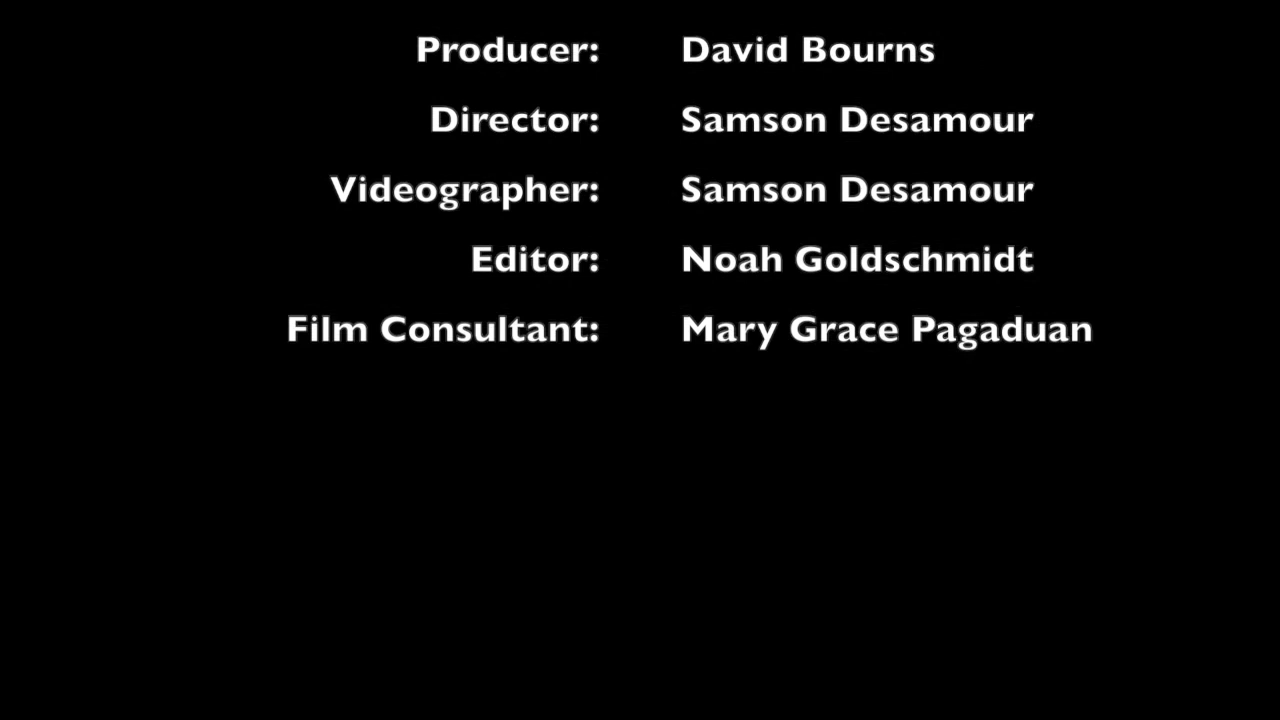 Producer: David Bourns
Director: Samson Desamour
Videographer: Samson Desamour
Editor: Noah Goldschmidt
Film Consultant: Mary Grace Pagaduan